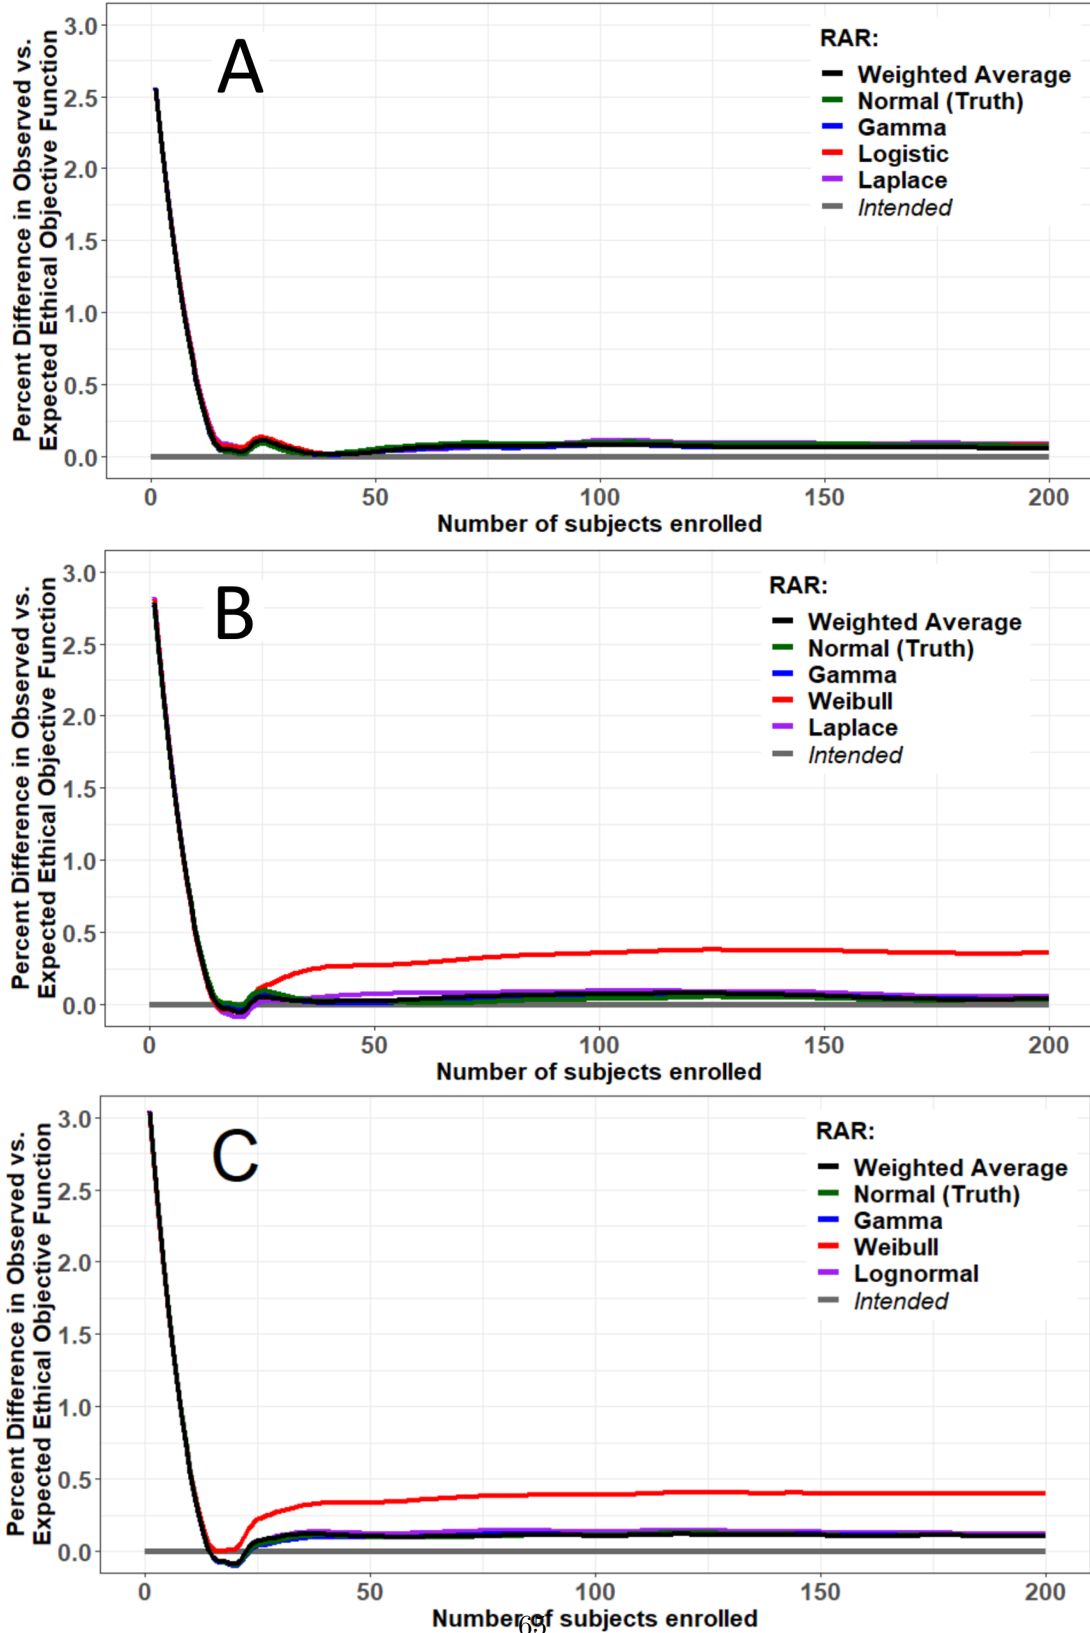 Percent Difference in Observed vs.
Expected Ethical Objective Function
3.0
2.5
2.0
1.5
1.0
0.5
0.0
A
RAR:
Weighted Average
Normal (Truth)
Gamma
Logistic
Laplace
Intended
0 50 100 150 200
Number of subjects enrolled
Percent Difference in Observed vs.
Expected Ethical Objective Function
3.0
2.5
2.0
1.5
1.0
0.5
0.0
B
RAR:
Weighted Average
Normal (Truth)
Gamma
Weibull
Laplace
Intended
0 50 100 150 200
Number of subjects enrolled
Percent Difference in Observed vs.
Expected Ethical Objective Function
3.0
2.5
2.0
1.5
1.0
0.5
0.0
C
RAR:
Weighted Average
Normal (Truth)
Gamma
Weibull
Lognormal
Intended
0 50 100 150 200
Number of subjects enrolled
65